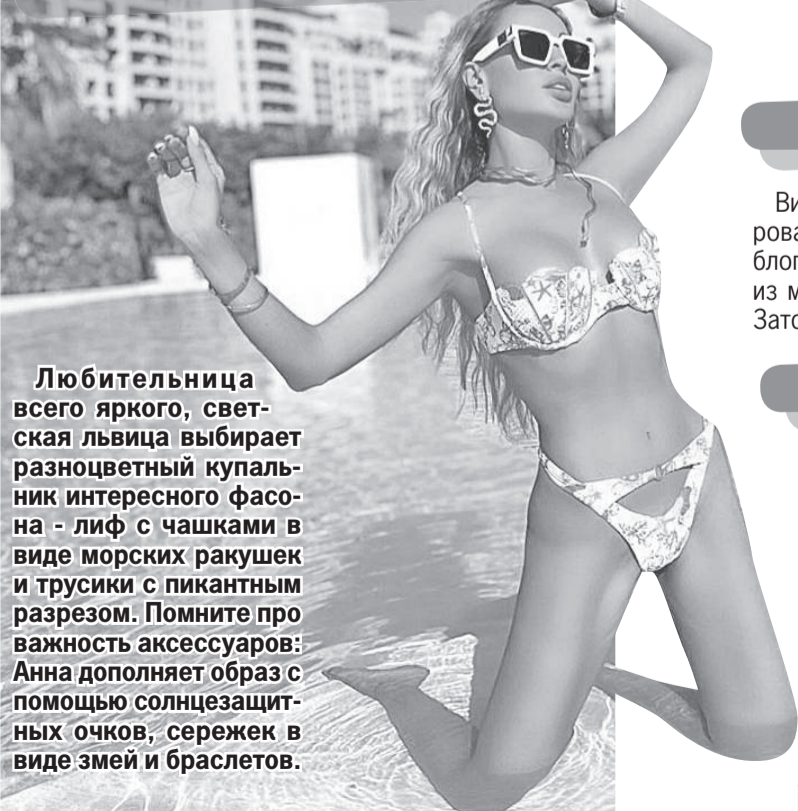 Любительница
всего яркого, свет-
ская львица выбирает
разноцветный купаль-
ник интересного фасо-
на - лиф с чашками в
виде морских ракушек
и трусики с пикантным
разрезом. Помните про
важность аксессуаров:
Анна дополняет образ с
помощью солнцезащит-
ных очков, сережек в
виде змей и браслетов.
из